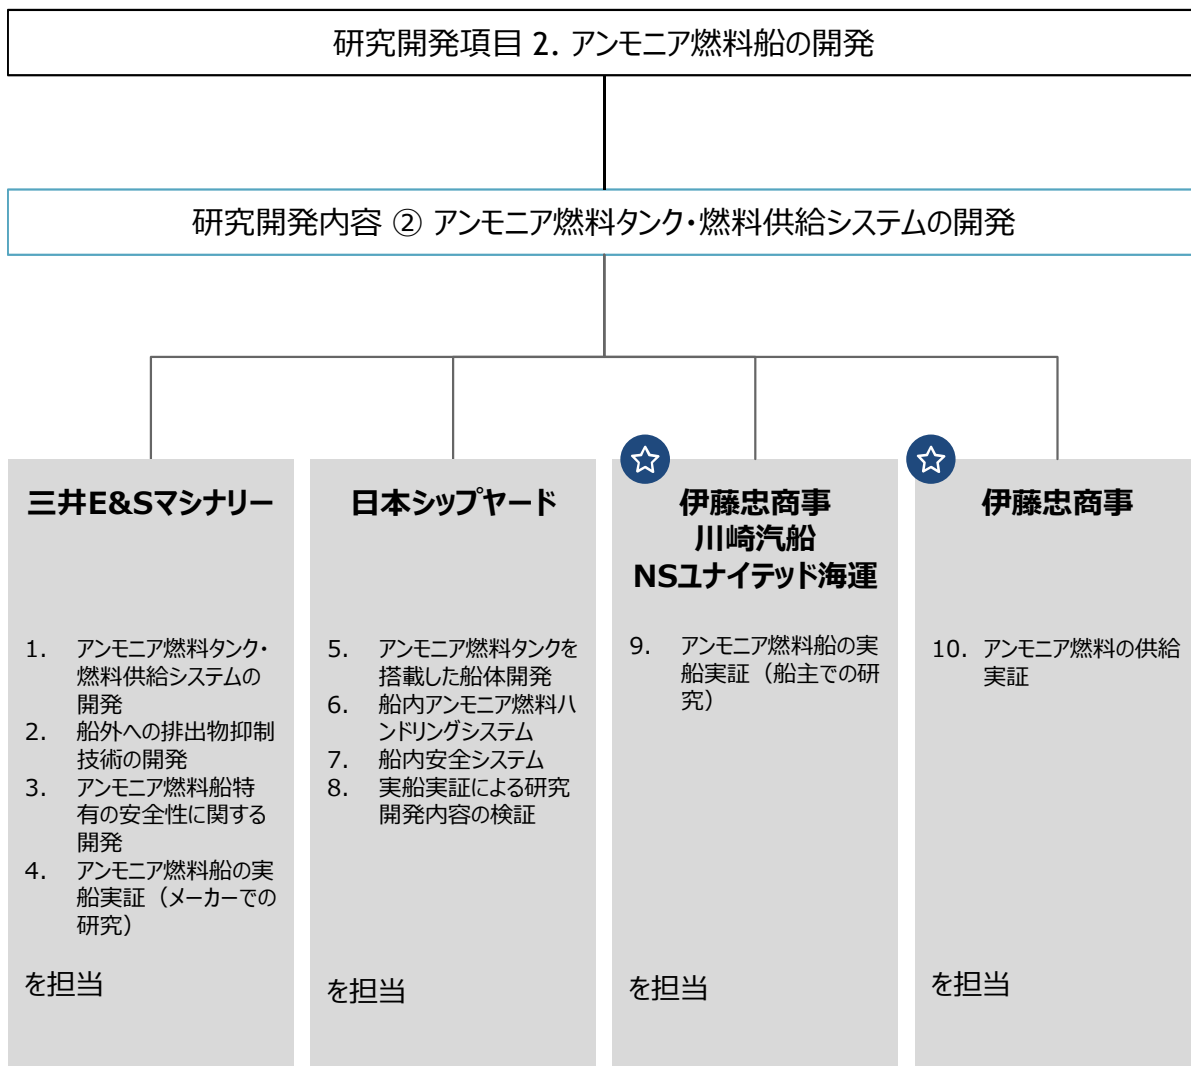 研究開発項目 2. アンモニア燃料船の開発
研究開発内容 ② アンモニア燃料タンク・燃料供給システムの開発
三井E&Sマシナリー
1. アンモニア燃料タンク・
燃料供給システムの
開発
2. 船外への排出物抑制
技術の開発
3. アンモニア燃料船特
有の安全性に関する
開発
4. アンモニア燃料船の実
船実証（メーカーでの
研究）
を担当
日本シップヤード
5. アンモニア燃料タンクを
搭載した船体開発
6. 船内アンモニア燃料ハ
ンドリングシステム
7. 船内安全システム
8. 実船実証による研究
開発内容の検証
を担当
伊藤忠商事
川崎汽船
NSユナイテッド海運
9. アンモニア燃料船の実
船実証（船主での研
究）
を担当
伊藤忠商事
10. アンモニア燃料の供給
実証
を担当